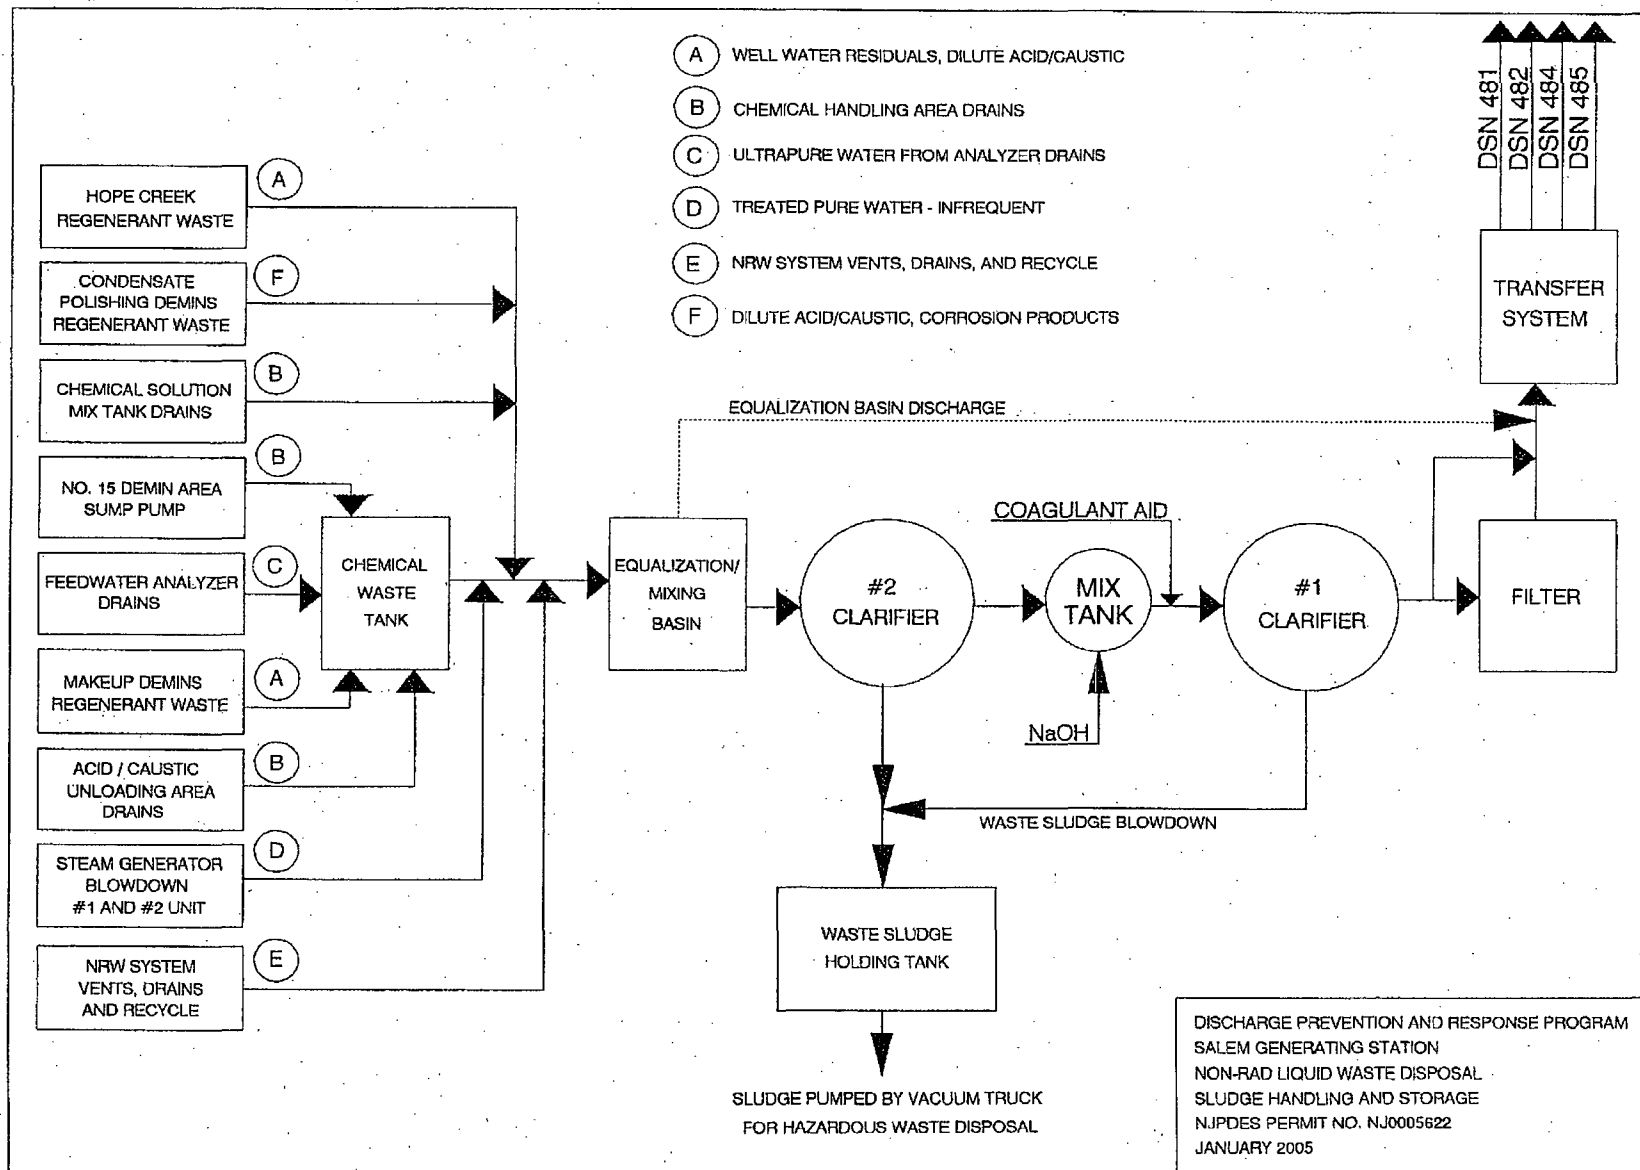 A WELL WATER RESIDUALS, DILUTE ACID/CAUSTIC
B CHEMICAL HANDLING AREA DRAINS
C ULTRAPURE WATER FROM ANALYZER DRAINS
D TREATED PURE WATER - INFREQUENT
E NRW SYSTEM VENTS, DRAINS, AND RECYCLE
F DILUTE ACID/CAUSTIC, CORROSION PRODUCTS
DSN 481
DSN 482
DSN 484
DSN 485
TRANSFER
SYSTEM
A
HOPE CREEK
REGENERANT WASTE
F
CONDENSATE
POLISHING DEMINS
REGENERANT WASTE
B
CHEMICAL SOLUTION
MIX TANK DRAINS
B
NO. 15 DEMIN AREA
SUMP PUMP
C
FEEDWATER ANALYZER
DRAINS
A
MAKEUP DEMINS
REGENERANT WASTE
B
ACID / CAUSTIC
UNLOADING AREA
DRAINS
D
STEAM GENERATOR
BLOWDOWN
#1 AND #2 UNIT
E
NRW SYSTEM
VENTS, DRAINS
AND RECYCLE
CHEMICAL
WASTE
TANK
EQUALIZATION BASIN DISCHARGE
EQUALIZATION/
MIXING
BASIN
#2
CLARIFIER
COAGULANT AID
MIX
TANK
NaOH
#1
CLARIFIER
FILTER
WASTE SLUDGE BLOWDOWN
WASTE SLUDGE
HOLDING TANK
SLUDGE PUMPED BY VACUUM TRUCK
FOR HAZARDOUS WASTE DISPOSAL
DISCHARGE PREVENTION AND RESPONSE PROGRAM
SALEM GENERATING STATION
NON-RAD LIQUID WASTE DISPOSAL
SLUDGE HANDLING AND STORAGE
NJPDES PERMIT NO. NJ0005622
JANUARY 2005